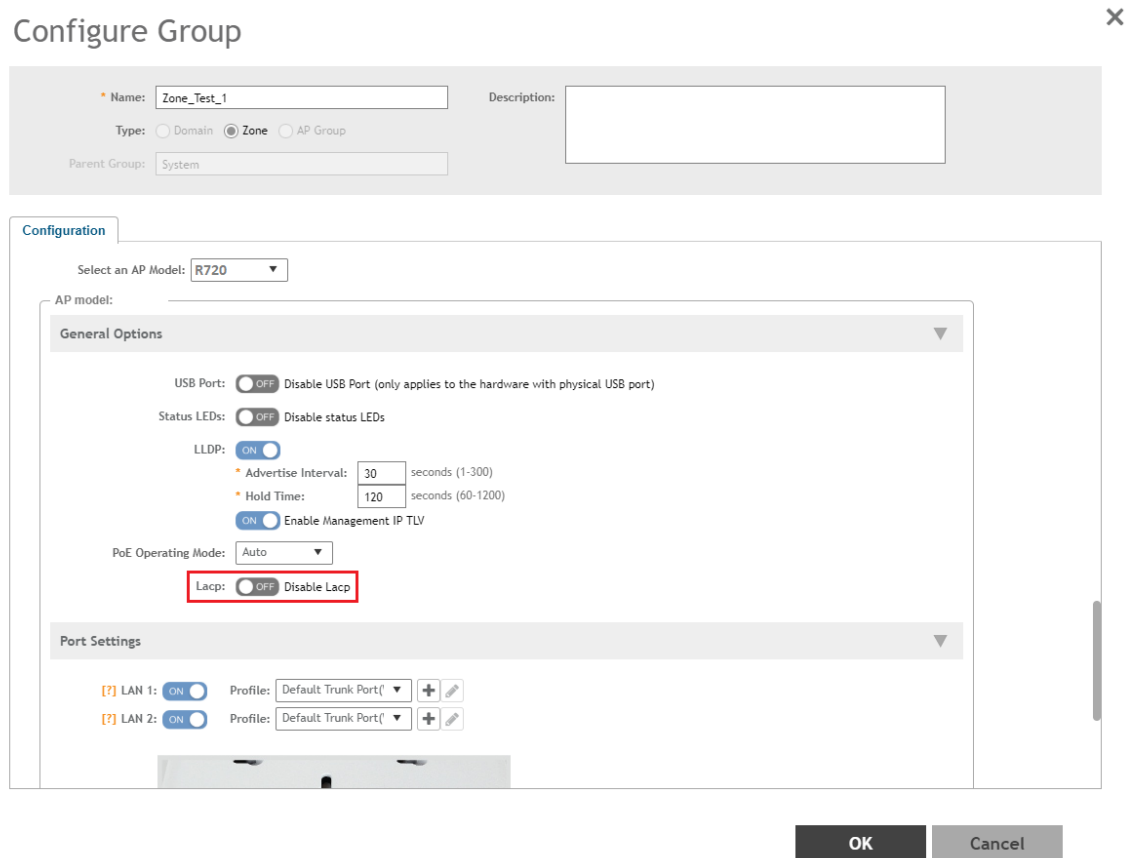 Configure Group
* Name: Zone_Test_1 Description:
Type: Domain Zone AP Group
Parent Group: System
Configuration
Select an AP Model: R720
AP model:
General Options
USB Port: OFF Disable USB Port (only applies to the hardware with physical USB port)
Status LEDs: OFF Disable status LEDs
LLDP: ON
* Advertise Interval: 30 seconds (1-300)
* Hold Time: 120 seconds (60-1200)
ON Enable Management IP TLV
PoE Operating Mode: Auto
Lacp: OFF Disable Lacp
Port Settings
[?] LAN 1: ON Profile: Default Trunk Port('
[?] LAN 2: ON Profile: Default Trunk Port('
OK Cancel